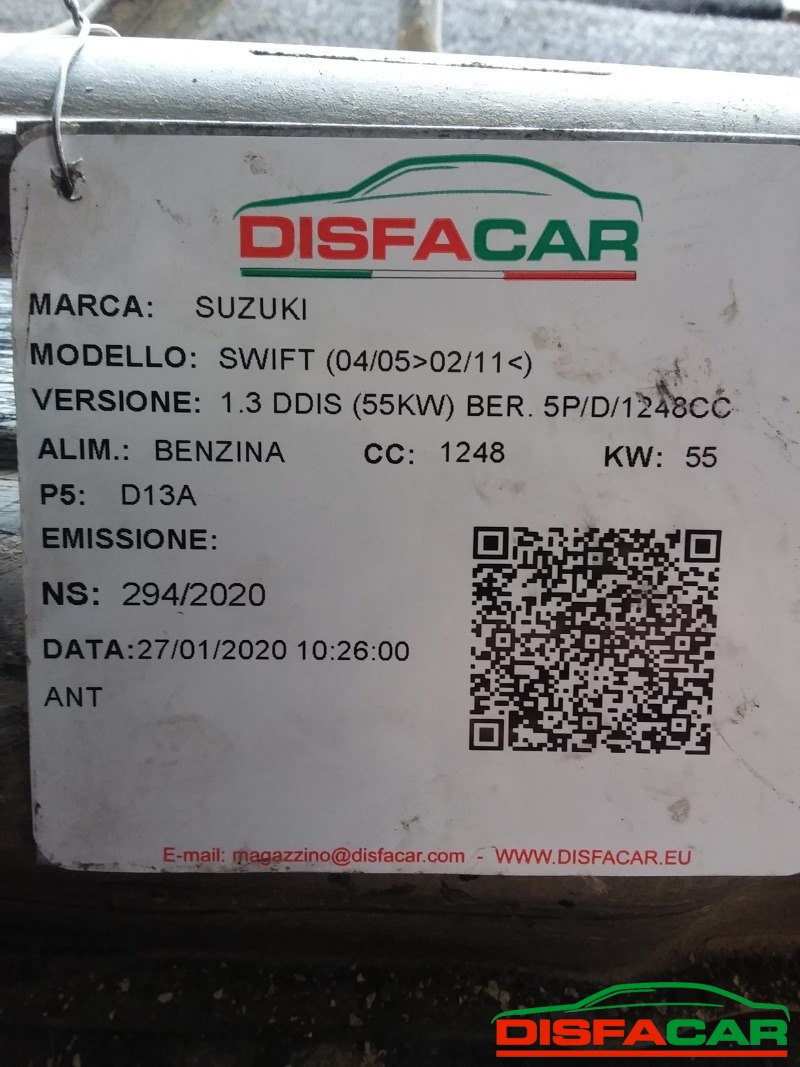 DISFACAR
MARCA: SUZUKI
MODELLO: SWIFT (04/05>02/11<)
VERSIONE: 1.3 DDIS (55KW) BER. 5P/D/1248CC
ALIM.: BENZINA CC: 1248 KW: 55
P5: D13A
EMISSIONE:
NS: 294/2020
DATA:27/01/2020 10:26:00
ANT
E-mail: magazzino@disfacar.com - WWW.DISFACAR.EU
DISFACAR